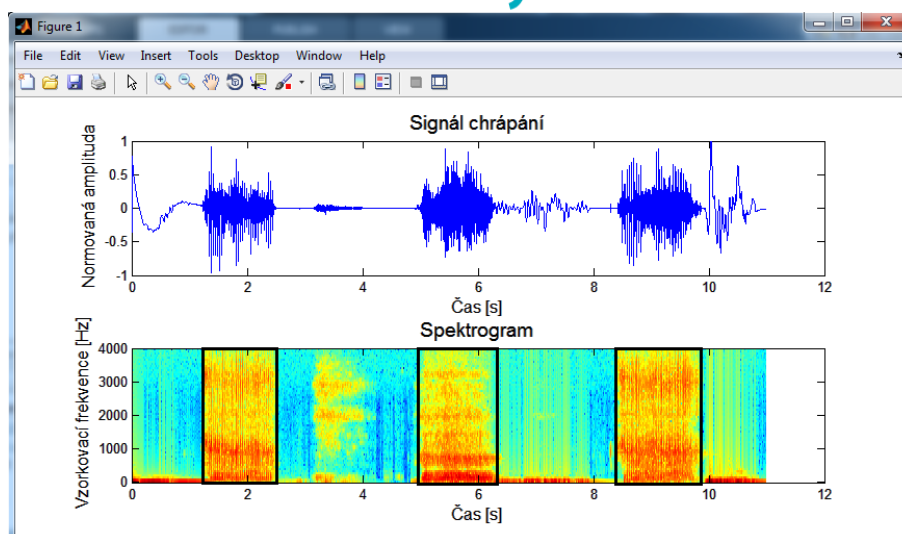 Figure 1
File Edit View Insert Tools Desktop Window Help
Signál chrápání
Normovaná amplituda
1
0.5
0
-0.5
-1
0 2 4 6 8 10 12
Čas [s]
Spektrogram
Vzorkovací frekvence [Hz]
4000
3000
2000
1000
0
0 2 4 6 8 10 12
Čas [s]